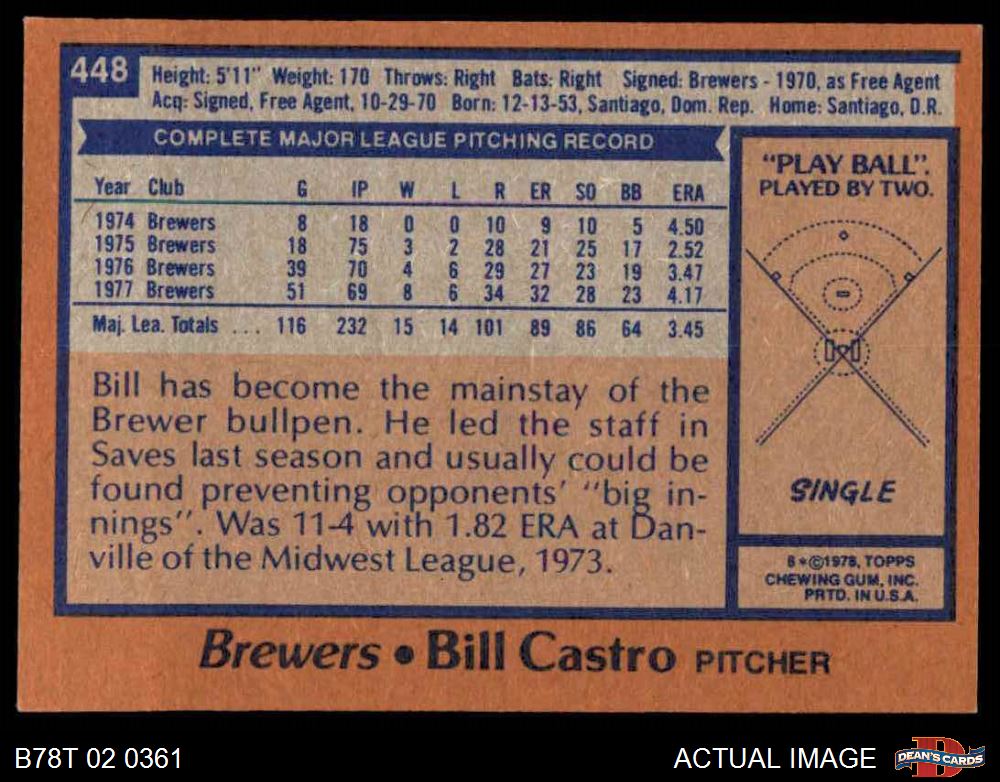 448
Height: 5'11" Weight: 170 Throws: Right Bats: Right Signed: Brewers - 1970, as Free Agent
Acq: Signed, Free Agent, 10-29-70 Born: 12-13-53, Santiago, Dom. Rep. Home: Santiago, D.R.
COMPLETE MAJOR LEAGUE PITCHING RECORD
Year Club G IP W L R ER SO BB ERA
1974 Brewers 8 18 0 0 10 9 10 5 4.50
1975 Brewers 18 75 3 2 28 21 25 17 2.52
1976 Brewers 39 70 4 6 29 27 23 19 3.47
1977 Brewers 51 69 8 6 34 32 28 23 4.17
Maj. Lea. Totals ... 116 232 15 14 101 89 86 64 3.45
Bill has become the mainstay of the
Brewer bullpen. He led the staff in
Saves last season and usually could be
found preventing opponents' "big in-
nings". Was 11-4 with 1.82 ERA at Dan-
ville of the Midwest League, 1973.
"PLAY BALL".
PLAYED BY TWO.
SINGLE
8*©1978, TOPPS
CHEWING GUM, INC.
PRTD. IN U.S.A.
Brewers • Bill Castro PITCHER
B78T 02 0361
ACTUAL IMAGE
D
DEAN'S CARDS